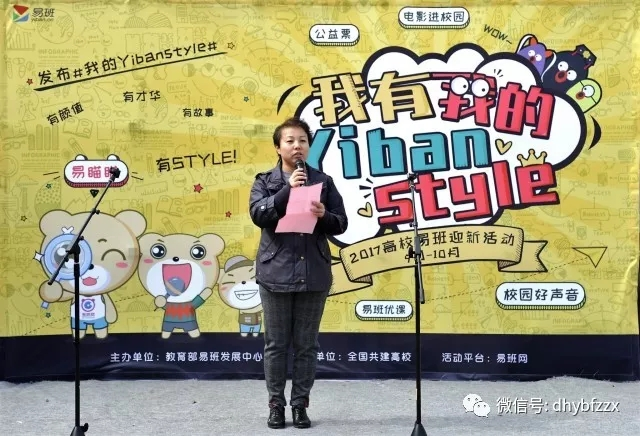 易班
yiban.cn
公益票
电影进校园
WOW~
发布#我的YibanStyle#
有颜值
有才华
有故事
有STYLE!
易瞄瞄
我有我的
Yiban
style
2017高校易班迎新活动
-10月
易班优课
校园好声音
主办单位：教育部易班发展中心
单位：全国共建高校
活动平台：易班网
微信号: dhybfzzx